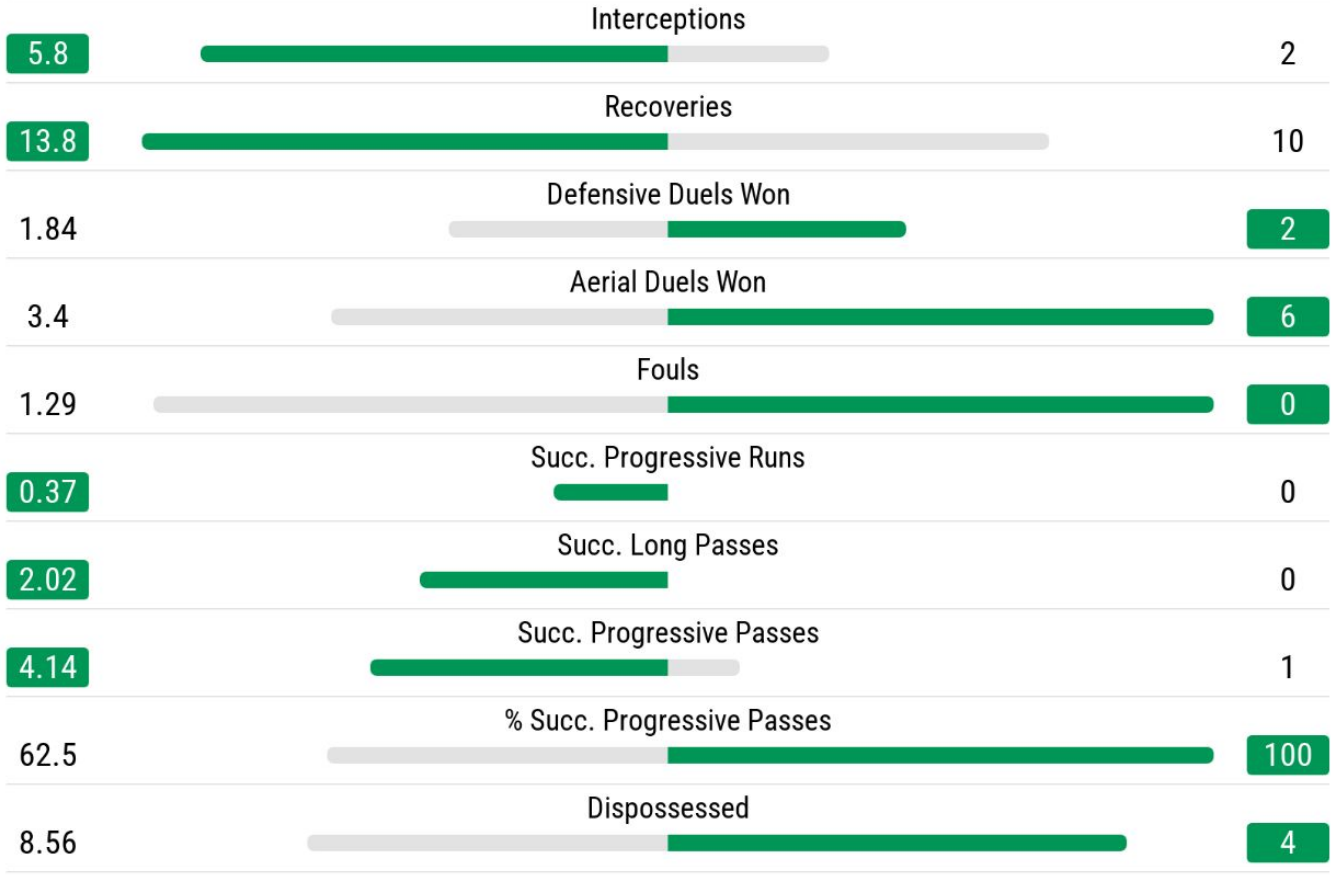 Interceptions
5.8 2
Recoveries
13.8 10
Defensive Duels Won
1.84 2
Aerial Duels Won
3.4 6
Fouls
1.29 0
Succ. Progressive Runs
0.37 0
Succ. Long Passes
2.02 0
Succ. Progressive Passes
4.14 1
% Succ. Progressive Passes
62.5 100
Dispossessed
8.56 4